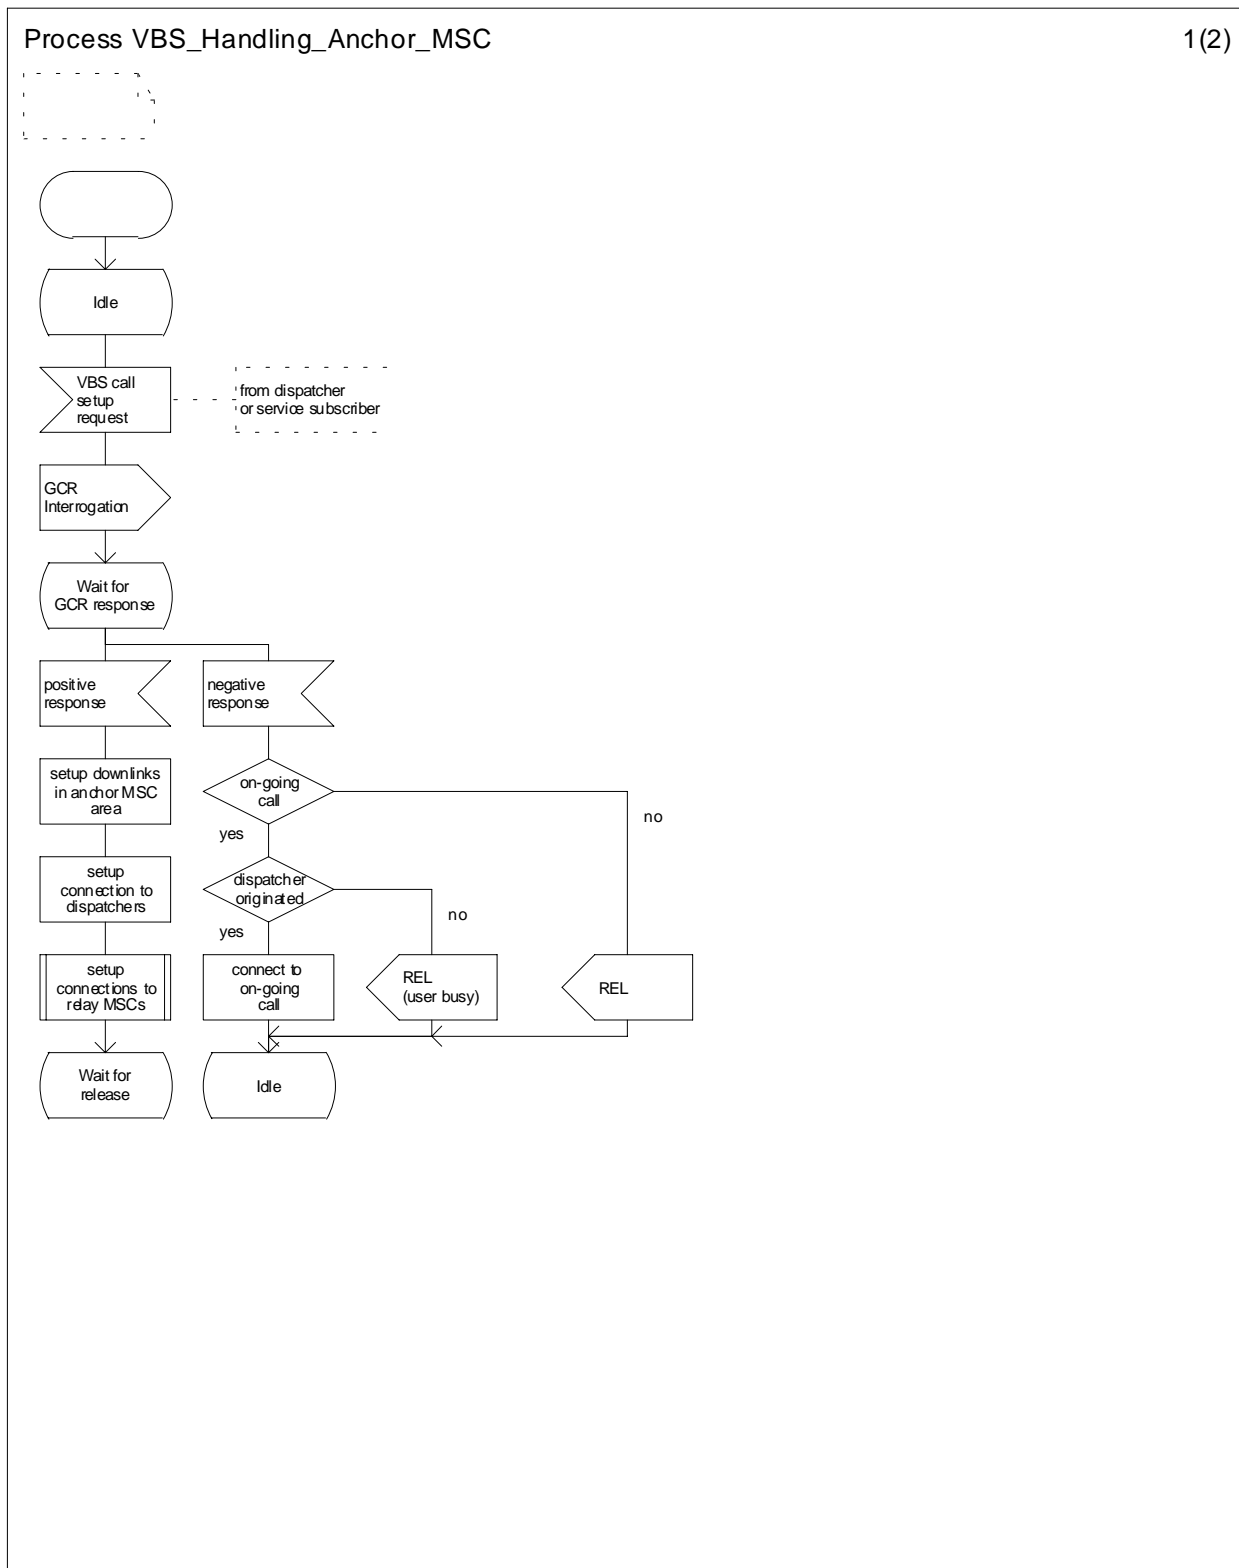 Process VBS_Handling_Anchor_MSC
1(2)
Idle
VBS call
setup
request
from dispatcher
or service subscriber
GCR
Interrogation
Wait for
GCR response
positive
response
negative
response
setup downlinks
in anchor MSC
area
on-going
call
no
yes
setup
connection to
dispatchers
dispatcher
originated
no
yes
setup
connections to
relay MSCs
connect to
on-going
call
REL
(user busy)
REL
Wait for
release
Idle